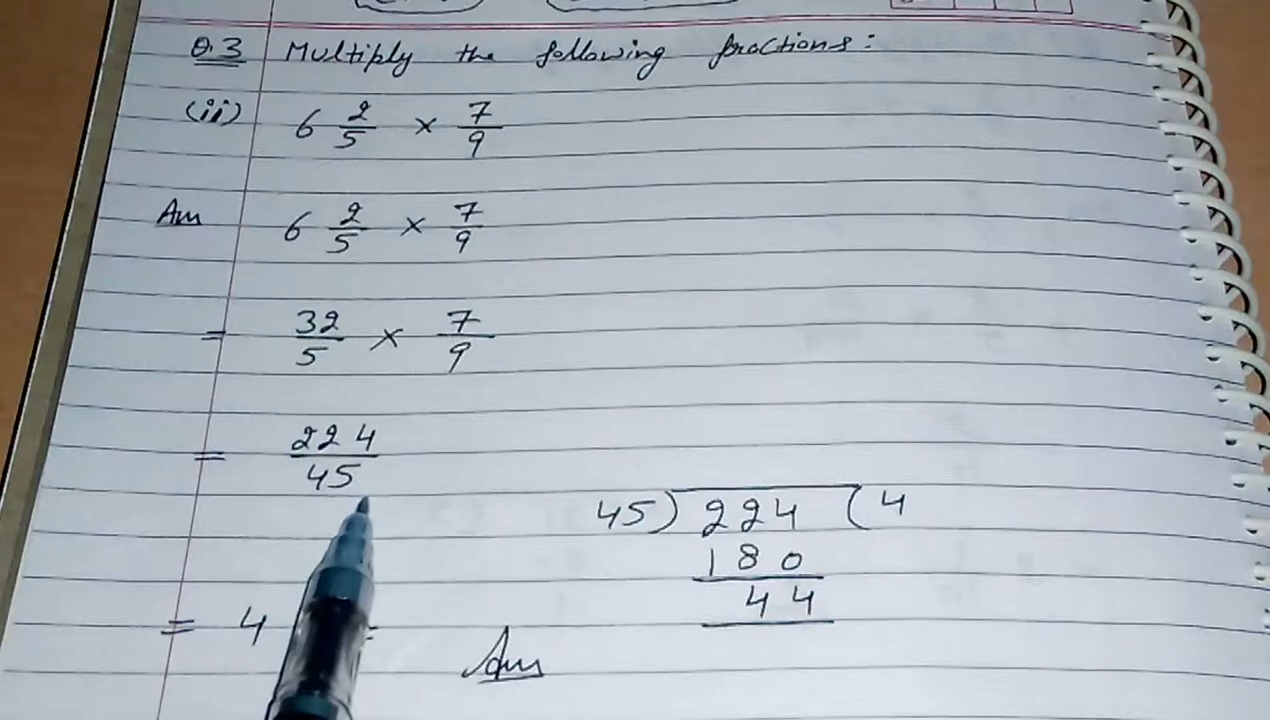 Q.3 Multiply the following fractions:
(ii) 6 2/5 × 7/9
Ans 6 2/5 × 7/9
= 32/5 × 7/9
= 224/45
45) 224 (4
180
44
= 4
Ans